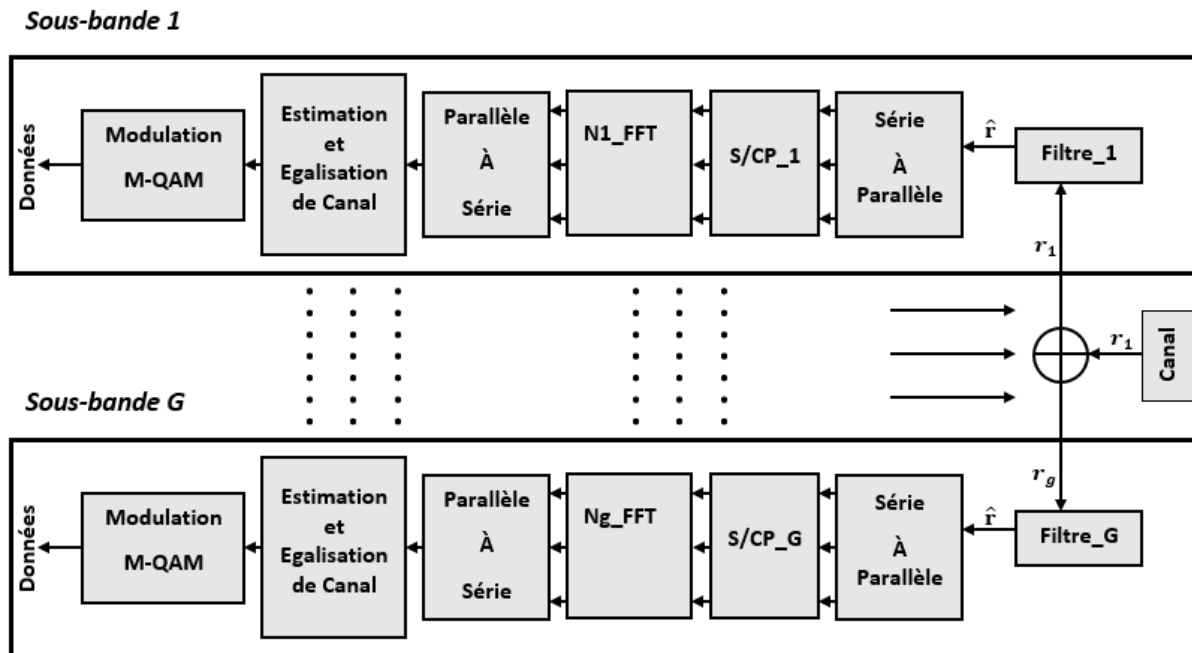 Sous-bande 1
Données
Modulation
M-QAM
Estimation
et
Egalisation
de Canal
Parallèle
À
Série
N1_FFT
S/CP_1
Série
À
Parallèle
r̂
Filtre_1
r₁
r₁
Canal
Sous-bande G
Données
Modulation
M-QAM
Estimation
et
Egalisation
de Canal
Parallèle
À
Série
Ng_FFT
S/CP_G
Série
À
Parallèle
r̂
r_g
Filtre_G